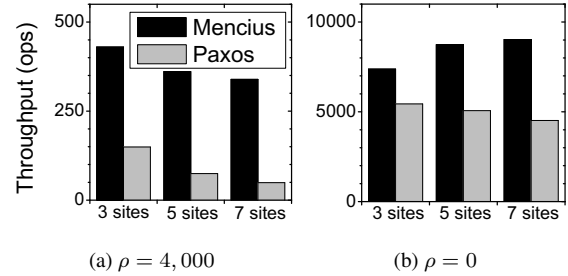 Throughput (ops)
500
250
0
Mencius
Paxos
3 sites
5 sites
7 sites
10000
5000
0
3 sites
5 sites
7 sites
(a) ρ = 4, 000
(b) ρ = 0